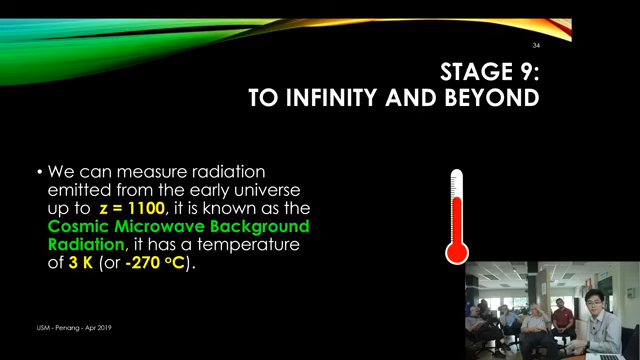 34
STAGE 9:
TO INFINITY AND BEYOND
• We can measure radiation
emitted from the early universe
up to z = 1100, it is known as the
Cosmic Microwave Background
Radiation, it has a temperature
of 3 K (or -270 °C).
USM - Penang - Apr 2019